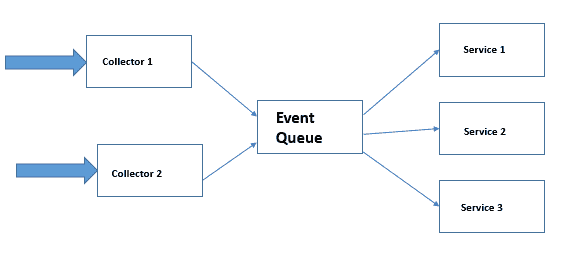 Collector 1
Collector 2
Event
Queue
Service 1
Service 2
Service 3